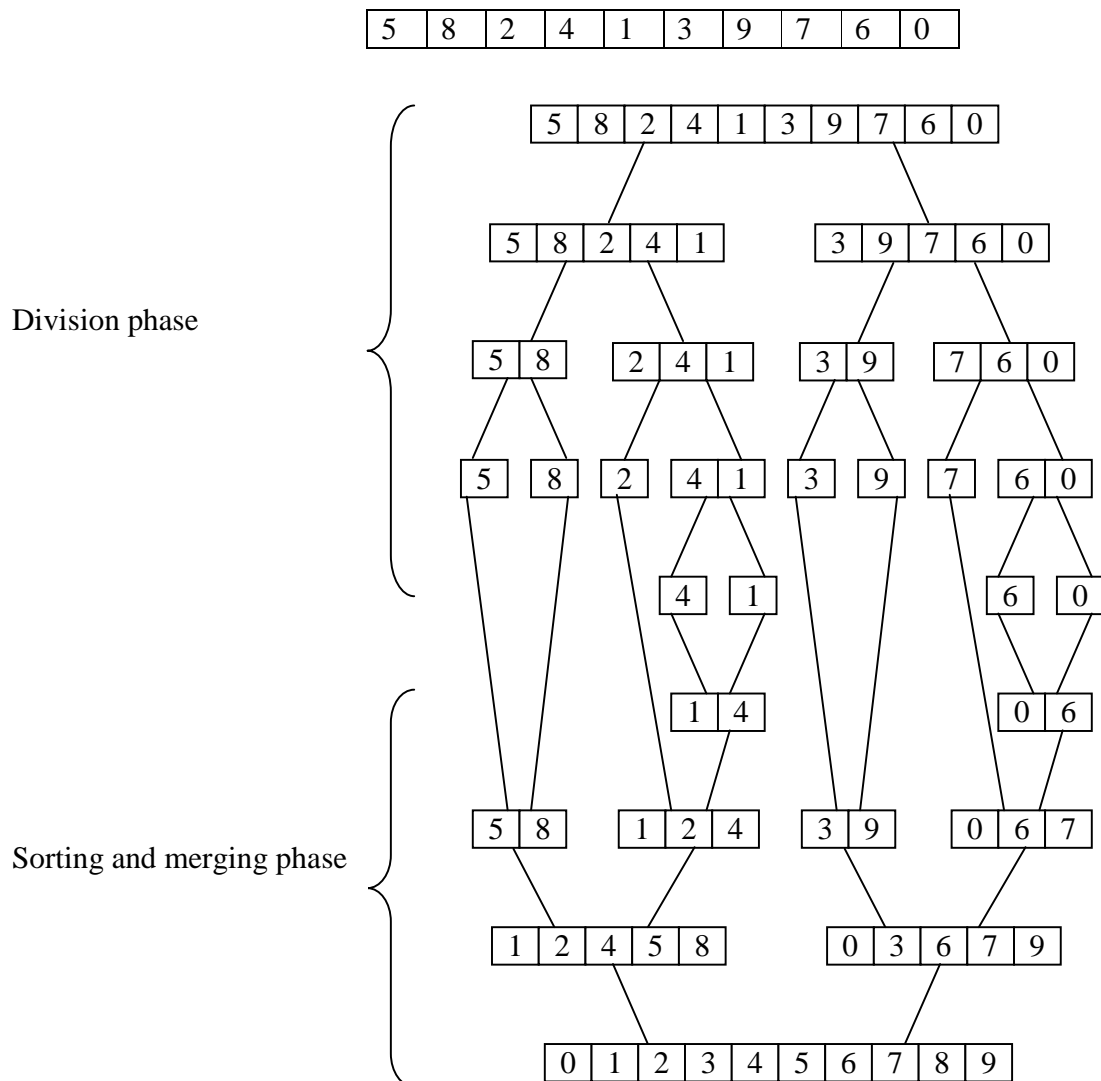 5 8 2 4 1 3 9 7 6 0
5 8 2 4 1 3 9 7 6 0
5 8 2 4 1 3 9 7 6 0
Division phase
5 8 2 4 1 3 9 7 6 0
5 8 2 4 1 3 9 7 6 0
4 1 6 0
1 4 0 6
5 8 1 2 4 3 9 0 6 7
Sorting and merging phase
1 2 4 5 8 0 3 6 7 9
0 1 2 3 4 5 6 7 8 9